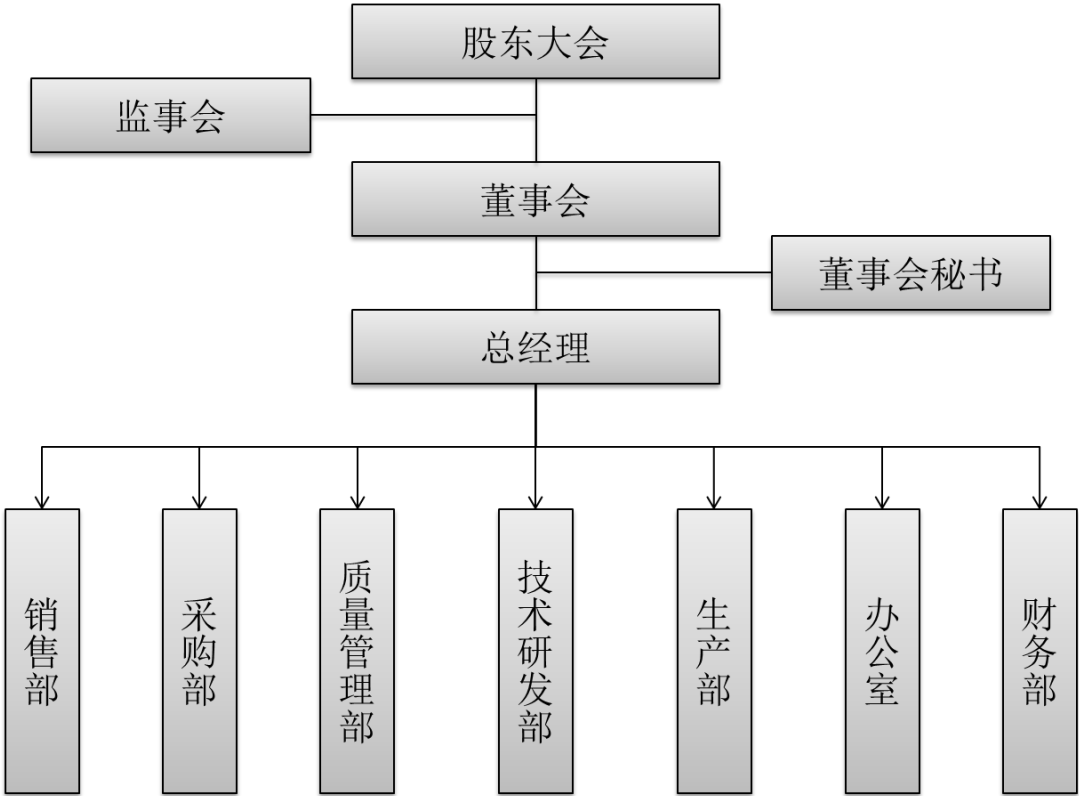 股东大会
监事会
董事会
董事会秘书
总经理
销售部
采购部
质量管理部
技术研发部
生产部
办公室
财务部